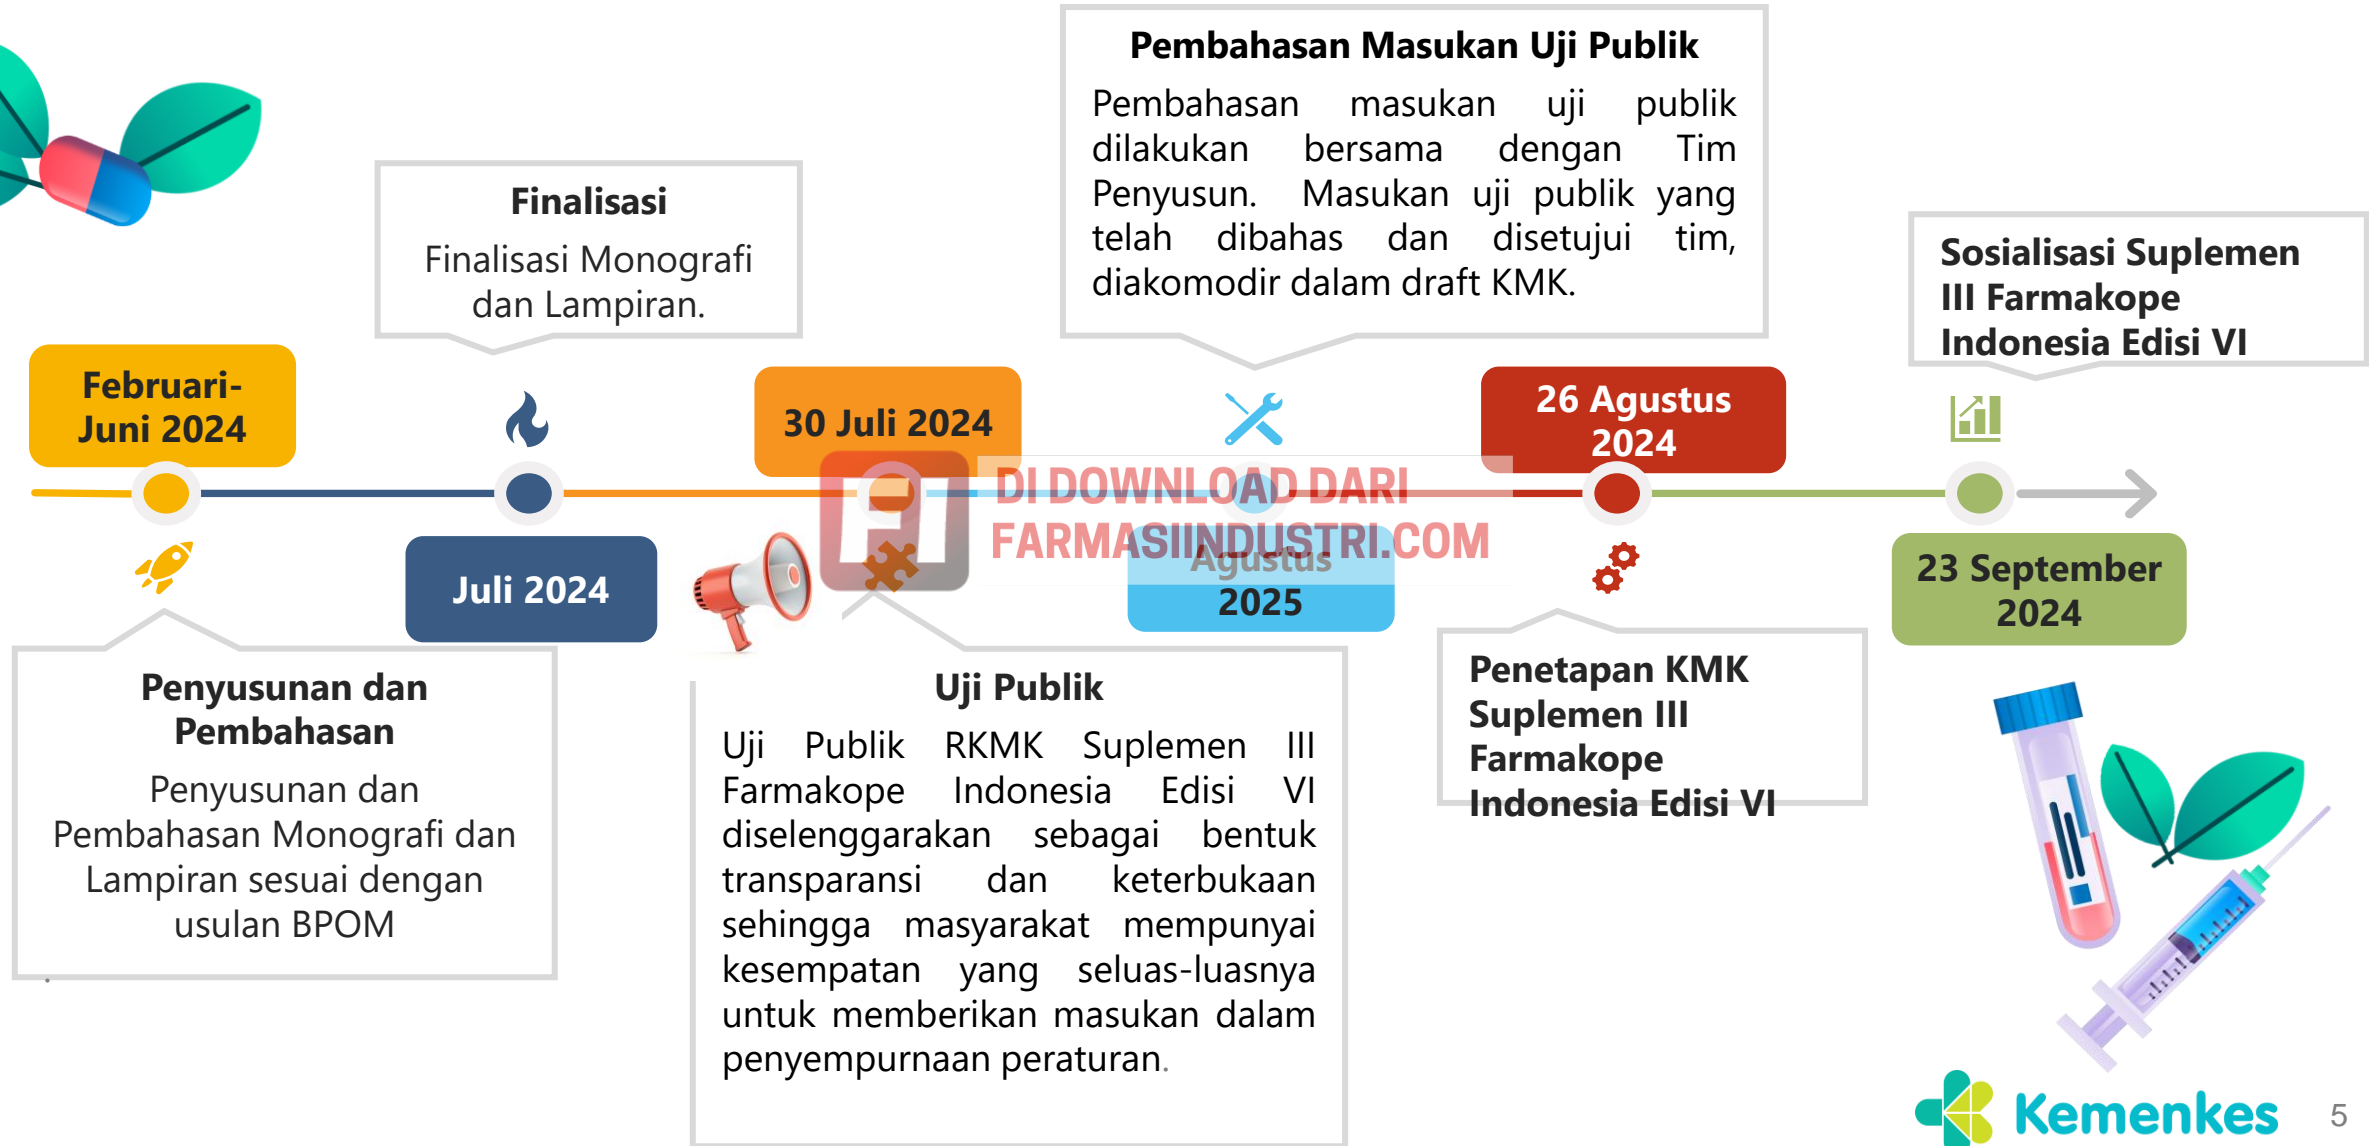 Pembahasan Masukan Uji Publik
Pembahasan masukan uji publik
dilakukan bersama dengan Tim
Penyusun. Masukan uji publik yang
telah dibahas dan disetujui tim,
diakomodir dalam draft KMK.
Finalisasi
Finalisasi Monografi
dan Lampiran.
Sosialisasi Suplemen
III Farmakope
Indonesia Edisi VI
Februari-
Juni 2024
30 Juli 2024
26 Agustus
2024
DI DOWNLOAD DARI
FARMASIINDUSTRI.COM
FI
Juli 2024
Agustus
2025
23 September
2024
Penyusunan dan
Pembahasan
Penyusunan dan
Pembahasan Monografi dan
Lampiran sesuai dengan
usulan BPOM
.
Uji Publik
Uji Publik RKMK Suplemen III
Farmakope Indonesia Edisi VI
diselenggarakan sebagai bentuk
transparansi dan keterbukaan
sehingga masyarakat mempunyai
kesempatan yang seluas-luasnya
untuk memberikan masukan dalam
penyempurnaan peraturan.
Penetapan KMK
Suplemen III
Farmakope
Indonesia Edisi VI
Kemenkes
5